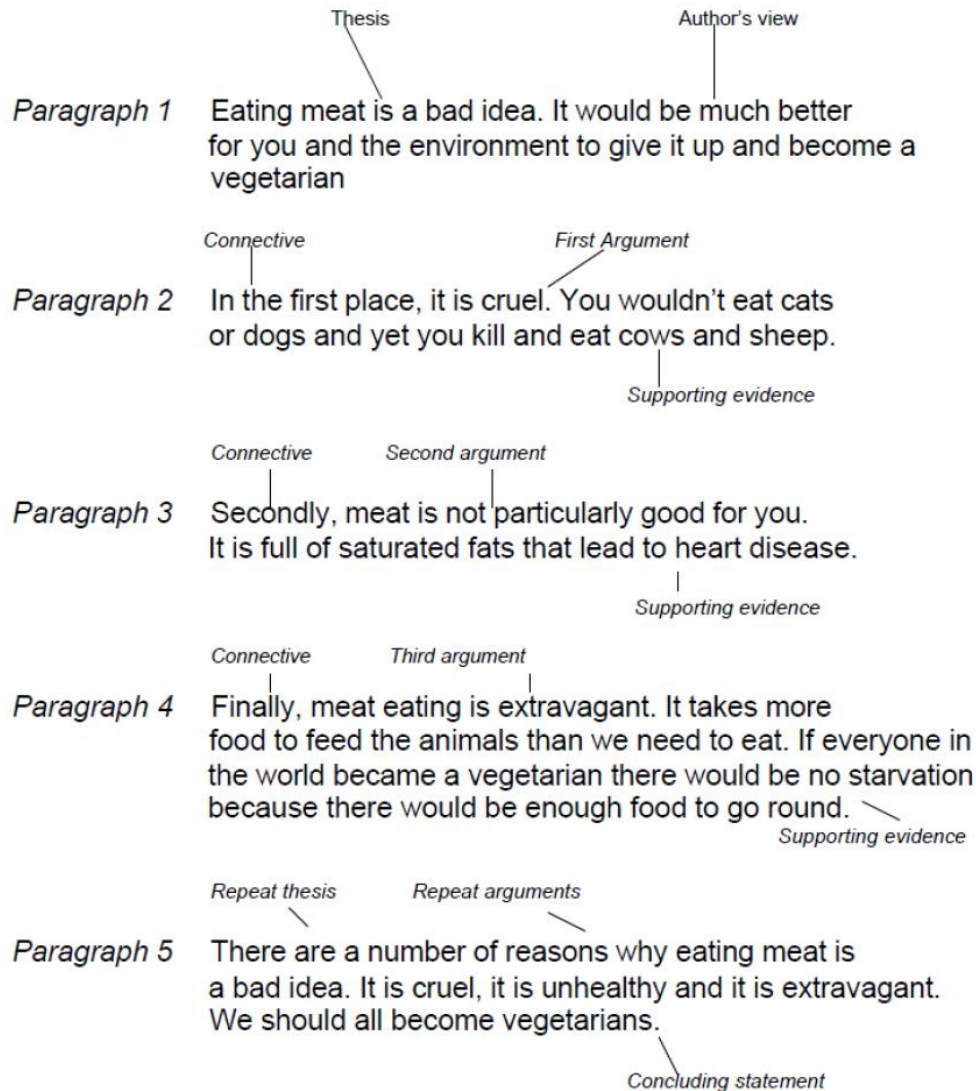 Thesis Author's view
Paragraph 1 Eating meat is a bad idea. It would be much better
for you and the environment to give it up and become a
vegetarian
Connective First Argument
Paragraph 2 In the first place, it is cruel. You wouldn't eat cats
or dogs and yet you kill and eat cows and sheep.
Supporting evidence
Connective Second argument
Paragraph 3 Secondly, meat is not particularly good for you.
It is full of saturated fats that lead to heart disease.
Supporting evidence
Connective Third argument
Paragraph 4 Finally, meat eating is extravagant. It takes more
food to feed the animals than we need to eat. If everyone in
the world became a vegetarian there would be no starvation
because there would be enough food to go round.
Supporting evidence
Repeat thesis Repeat arguments
Paragraph 5 There are a number of reasons why eating meat is
a bad idea. It is cruel, it is unhealthy and it is extravagant.
We should all become vegetarians.
Concluding statement